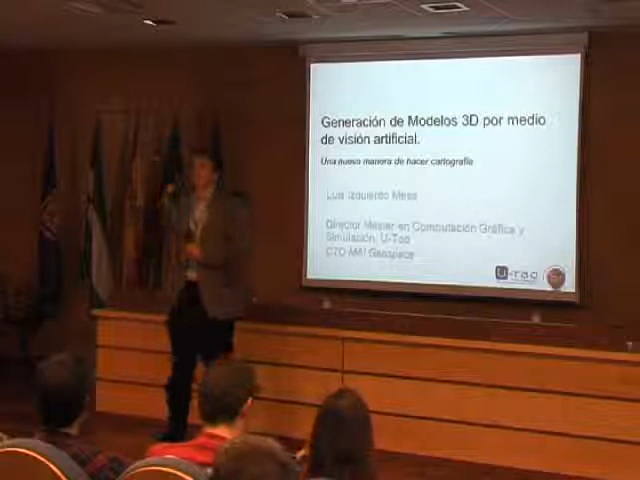 Generación de Modelos 3D por medio
de visión artificial.
Una nueva manera de hacer cartografía
Luis Izquierdo Mesa
Director Máster en Computación Gráfica y
Simulación. U-Tad
CTO MAI Geospace
U-Tad